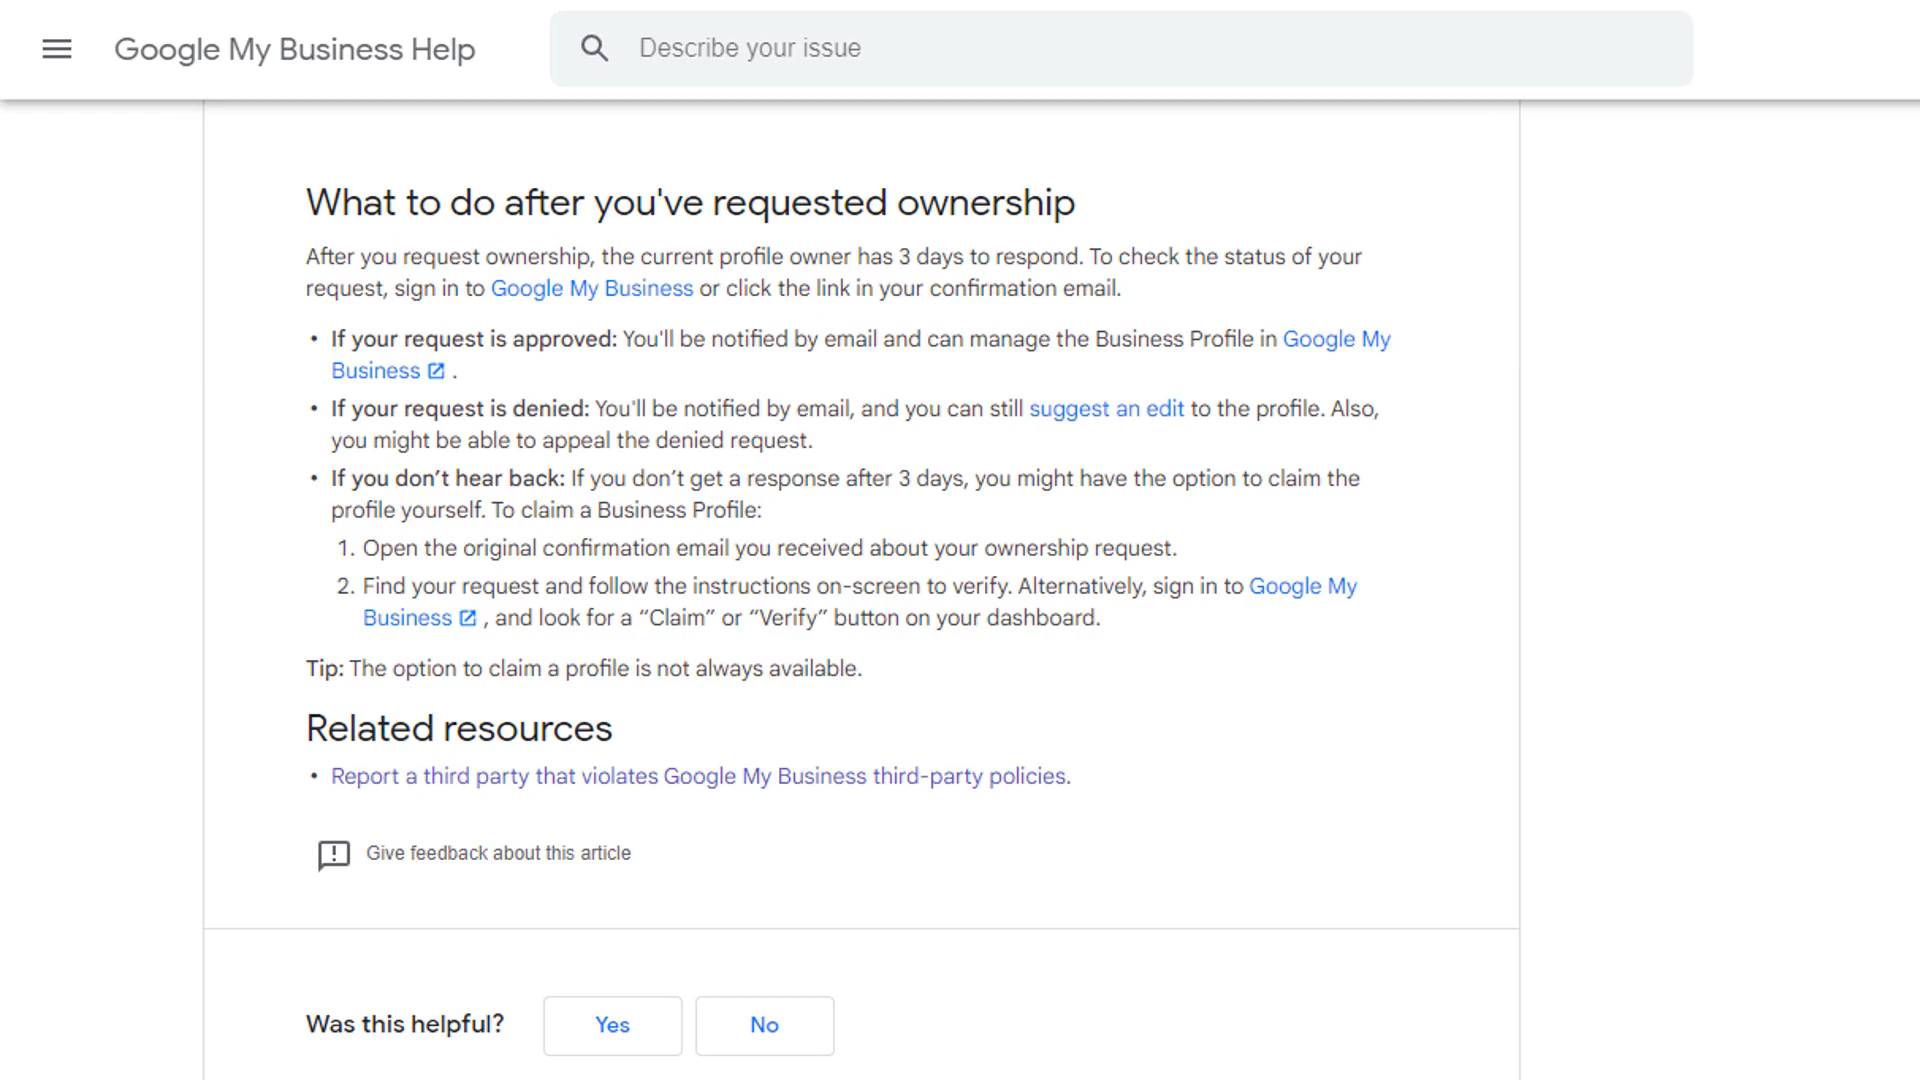 Google My Business Help
Describe your issue
What to do after you've requested ownership
After you request ownership, the current profile owner has 3 days to respond. To check the status of your
request, sign in to Google My Business or click the link in your confirmation email.
• If your request is approved: You'll be notified by email and can manage the Business Profile in Google My
Business .
• If your request is denied: You'll be notified by email, and you can still suggest an edit to the profile. Also,
you might be able to appeal the denied request.
• If you don’t hear back: If you don’t get a response after 3 days, you might have the option to claim the
profile yourself. To claim a Business Profile:
1. Open the original confirmation email you received about your ownership request.
2. Find your request and follow the instructions on-screen to verify. Alternatively, sign in to Google My
Business , and look for a “Claim” or “Verify” button on your dashboard.
Tip: The option to claim a profile is not always available.
Related resources
• Report a third party that violates Google My Business third-party policies.
Give feedback about this article
Was this helpful? Yes No